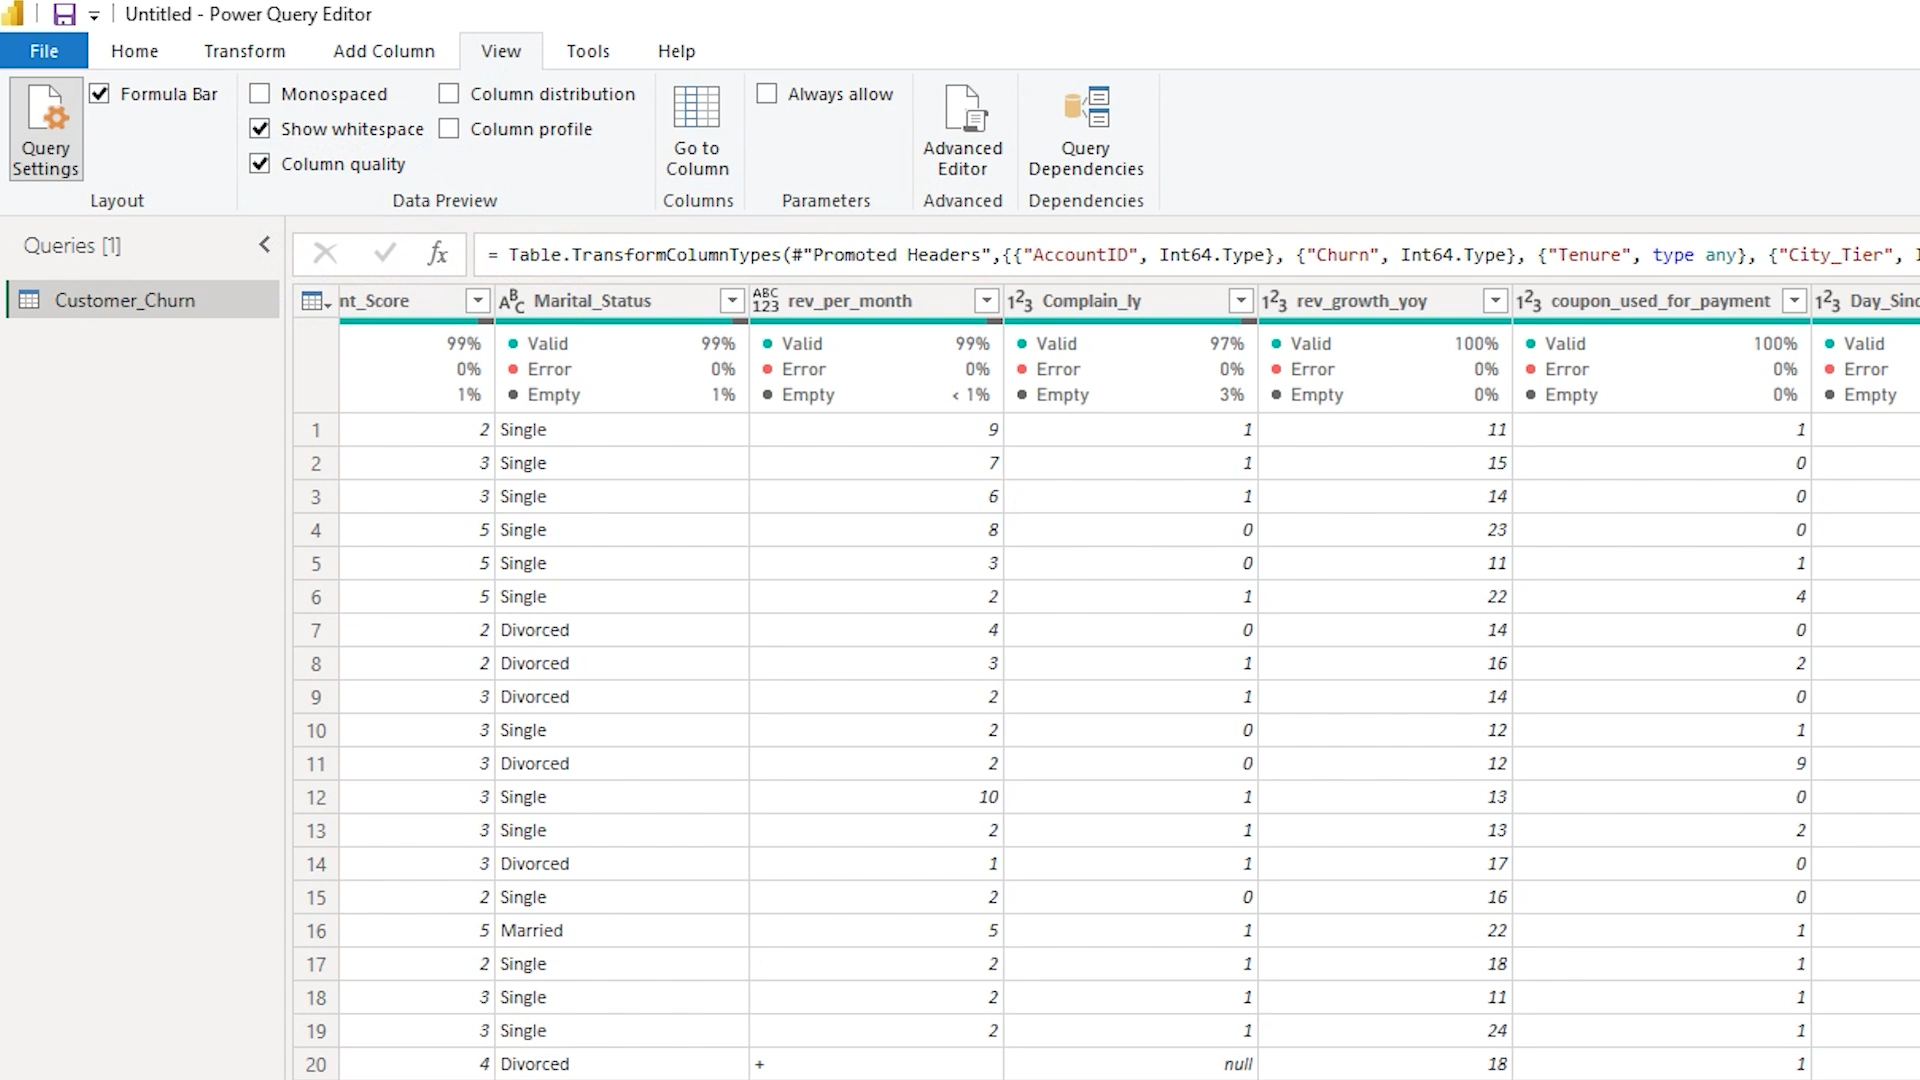 Untitled - Power Query Editor
File Home Transform Add Column View Tools Help
Formula Bar Monospaced Column distribution Always allow
Show whitespace Column profile
Query Settings Column quality Go to Column Advanced Editor Query Dependencies
Layout Data Preview Columns Parameters Advanced Dependencies
Queries [1]
fx = Table.TransformColumnTypes(#"Promoted Headers",{{"AccountID", Int64.Type}, {"Churn", Int64.Type}, {"Tenure", type any}, {"City_Tier", I
Customer_Churn
nt_Score ABC Marital_Status ABC 123 rev_per_month 123 Complain_ly 123 rev_growth_yoy 123 coupon_used_for_payment 123 Day_Sinc
99% Valid 99% Valid 99% Valid 97% Valid 100% Valid 100% Valid
0% Error 0% Error 0% Error 0% Error 0% Error 0% Error
1% Empty 1% Empty < 1% Empty 3% Empty 0% Empty 0% Empty
1 2 Single 9 1 11 1
2 3 Single 7 1 15 0
3 3 Single 6 1 14 0
4 5 Single 8 0 23 0
5 5 Single 3 0 11 1
6 5 Single 2 1 22 4
7 2 Divorced 4 0 14 0
8 2 Divorced 3 1 16 2
9 3 Divorced 2 1 14 0
10 3 Single 2 0 12 1
11 3 Divorced 2 0 12 9
12 3 Single 10 1 13 0
13 3 Single 2 1 13 2
14 3 Divorced 1 1 17 0
15 2 Single 2 0 16 0
16 5 Married 5 1 22 1
17 2 Single 2 1 18 1
18 3 Single 2 1 11 1
19 3 Single 2 1 24 1
20 4 Divorced + null 18 1